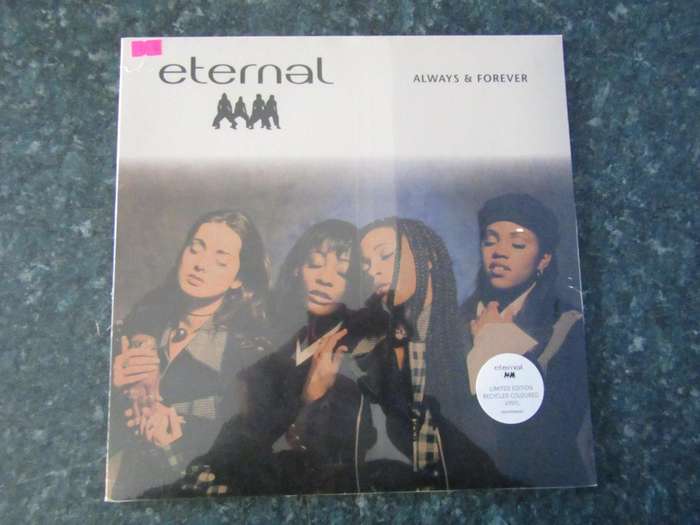 eternal
ALWAYS & FOREVER
eternal
LIMITED EDITION
RECYCLED COLOURED
VINYL